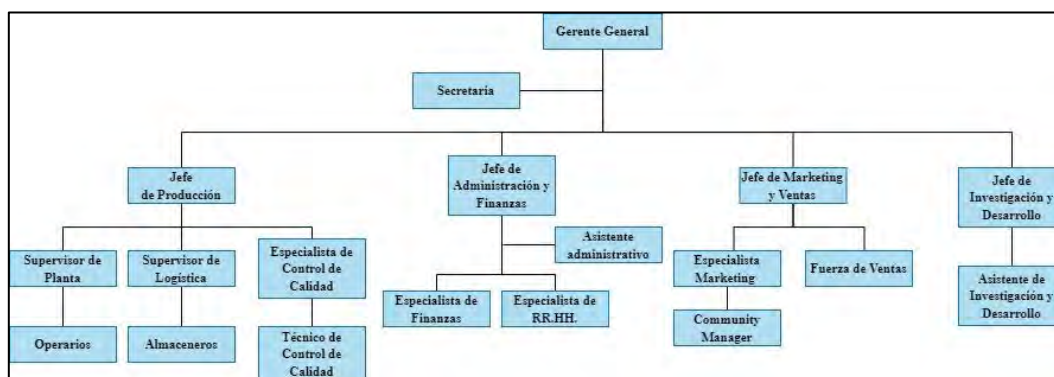 Gerente General
Secretaria
Jefe
de Producción
Jefe de
Administración y
Finanzas
Jefe de Marketing
y Ventas
Jefe de
Investigación y
Desarrollo
Supervisor de
Planta
Supervisor de
Logística
Especialista de
Control de
Calidad
Asistente
administrativo
Especialista
Marketing
Fuerza de Ventas
Asistente de
Investigación y
Desarrollo
Especialista de
Finanzas
Especialista de
RR.HH.
Operarios
Almaceneros
Técnico de
Control de
Calidad
Community
Manager